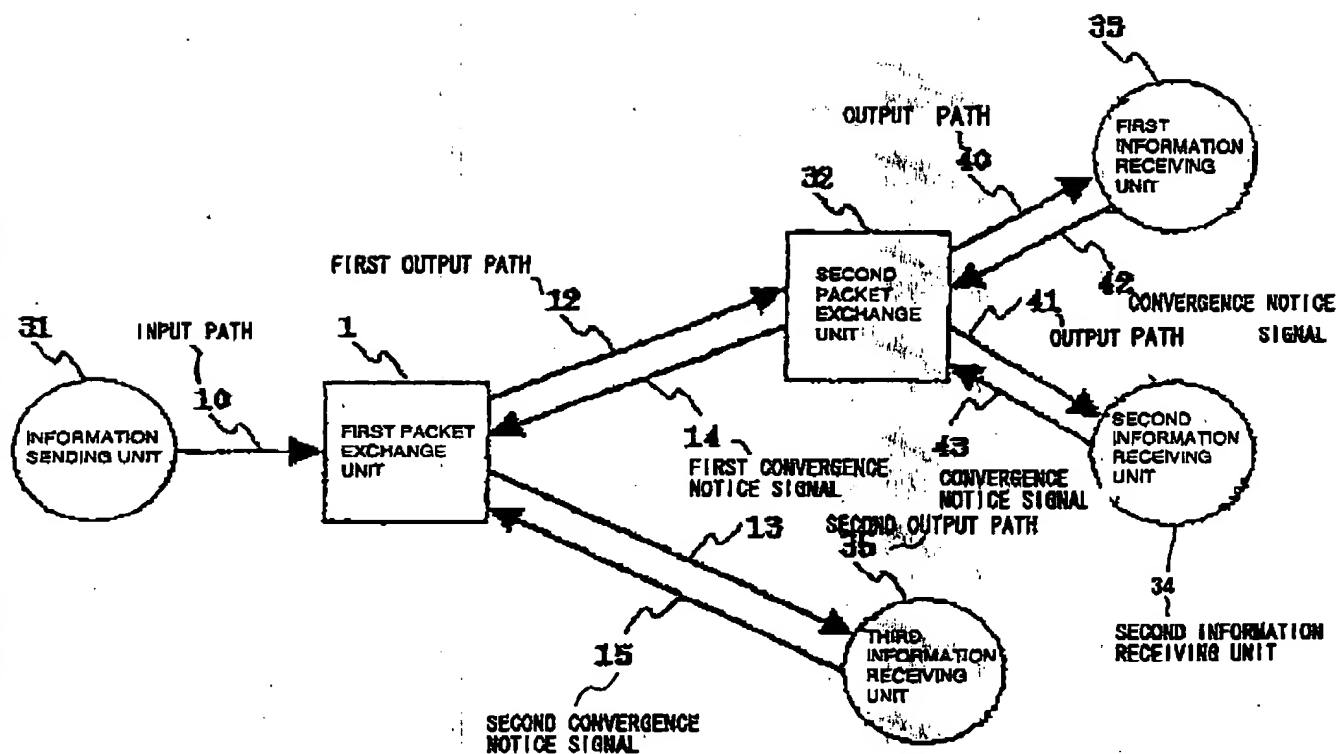 35
OUTPUT PATH
40
FIRST
INFORMATION
RECEIVING
UNIT
32
FIRST OUTPUT PATH
12
SECOND
PACKET
EXCHANGE
UNIT
42
CONVERGENCE NOTICE
SIGNAL
41
OUTPUT PATH
31
INPUT PATH
10
1
INFORMATION
SENDING UNIT
FIRST PACKET
EXCHANGE
UNIT
14
FIRST CONVERGENCE
NOTICE SIGNAL
43
CONVERGENCE
NOTICE SIGNAL
SECOND
INFORMATION
RECEIVING
UNIT
13
SECOND OUTPUT PATH
35
34
SECOND INFORMATION
RECEIVING UNIT
THIRD
INFORMATION
RECEIVING
UNIT
15
SECOND CONVERGENCE
NOTICE SIGNAL